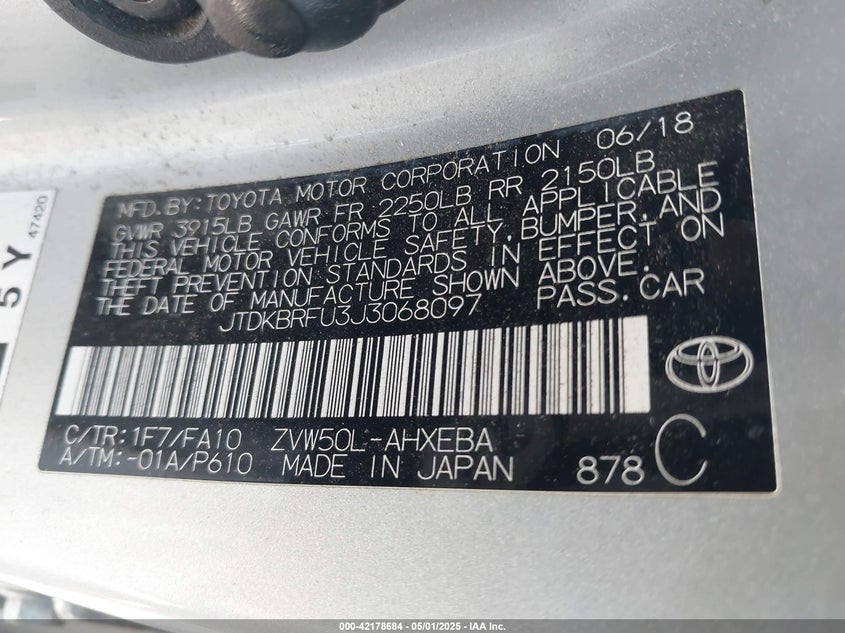 MFD. BY: TOYOTA MOTOR CORPORATION 06/18
GVWR 3915LB GAWR FR 2250LB RR 2150LB
THIS VEHICLE CONFORMS TO ALL APPLICABLE
FEDERAL MOTOR VEHICLE SAFETY, BUMPER, AND
THEFT PREVENTION STANDARDS IN EFFECT ON
THE DATE OF MANUFACTURE SHOWN ABOVE.
JTDKBRFU3J3068097 PASS. CAR
C/TR: 1F7/FA10 ZVW50L-AHXEBA
A/TM: -01A/P610 MADE IN JAPAN 878 C
5Y
47420
000-42178684 / 05/01/2025 - IAA Inc.